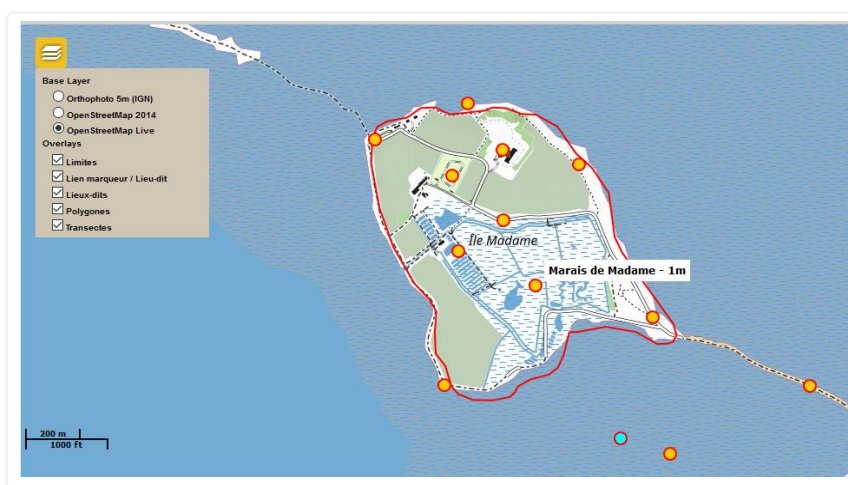 Base Layer
Orthophoto 5m (IGN)
OpenStreetMap 2014
OpenStreetMap Live
Overlays
Limites
Lien marqueur / Lieu-dit
Lieux-dits
Polygones
Transectes
Île Madame
Marais de Madame - 1m
200 m
1000 ft